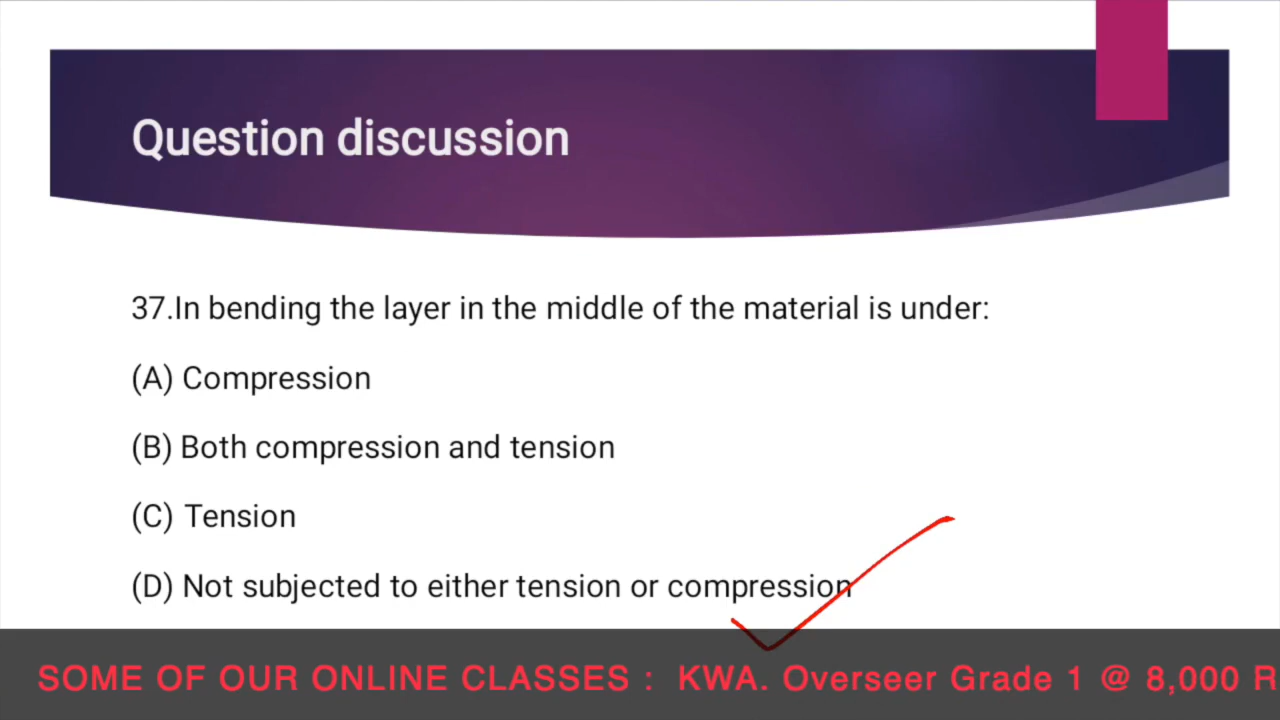 Question discussion
37.In bending the layer in the middle of the material is under:
(A) Compression
(B) Both compression and tension
(C) Tension
(D) Not subjected to either tension or compression
SOME OF OUR ONLINE CLASSES : KWA. Overseer Grade 1 @ 8,000 R